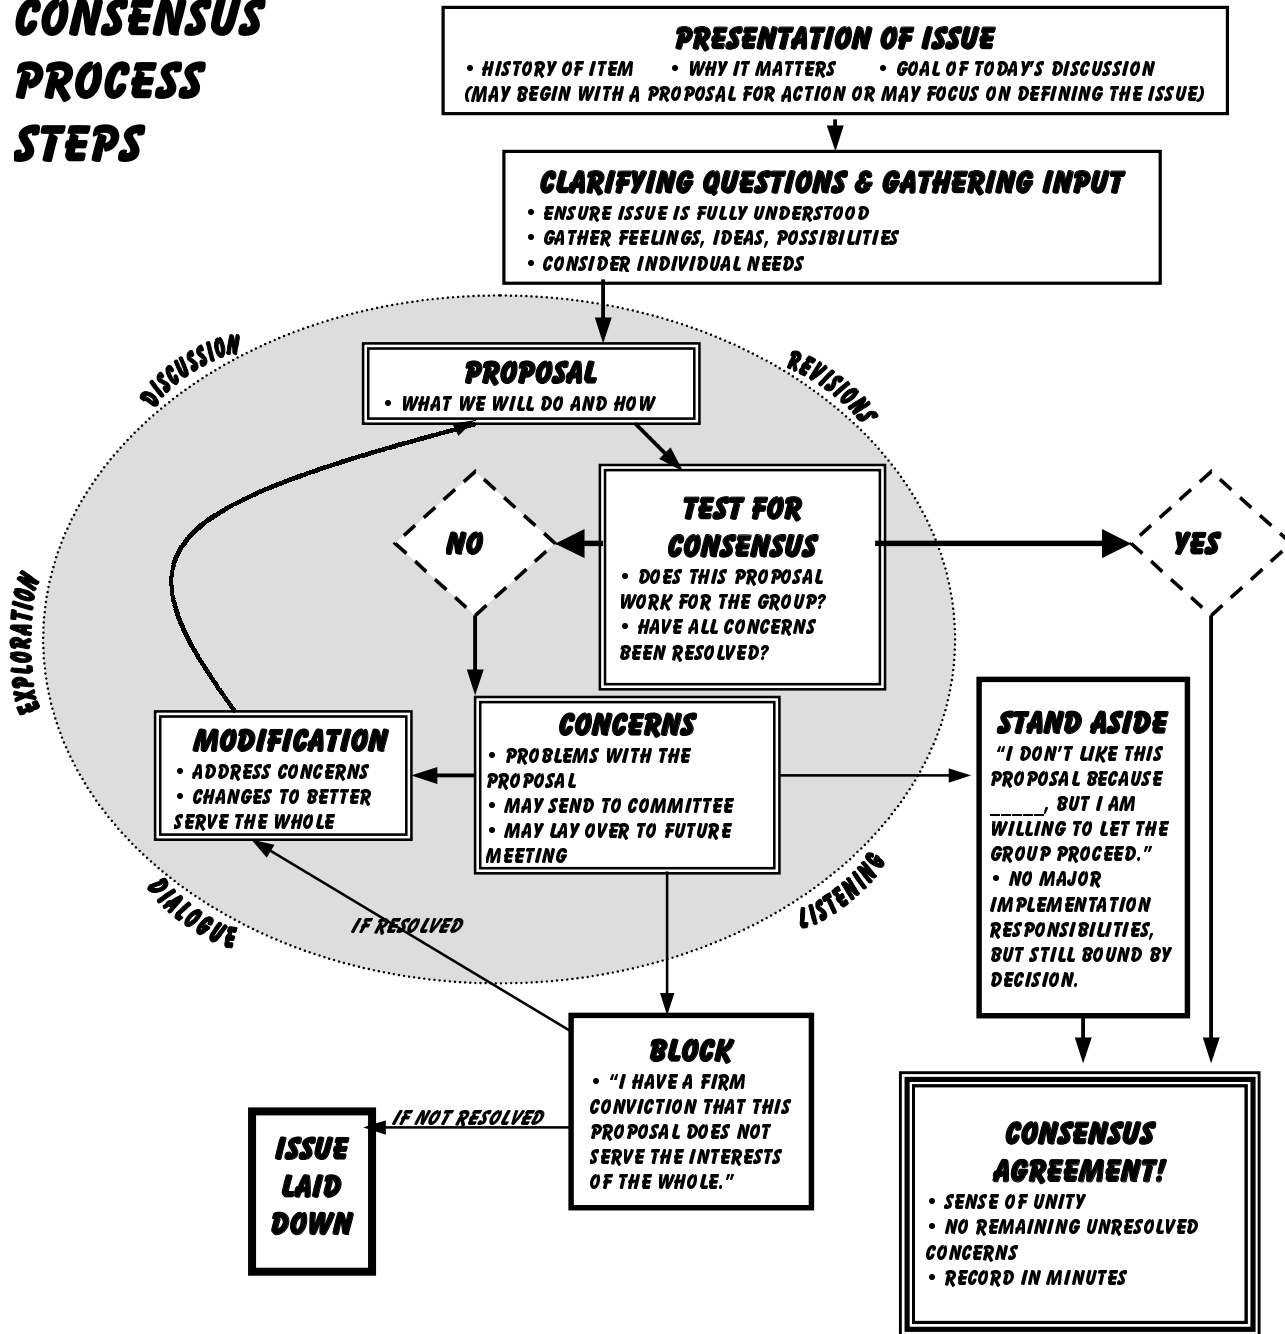 CONSENSUS
PROCESS
STEPS
PRESENTATION OF ISSUE
• HISTORY OF ITEM • WHY IT MATTERS • GOAL OF TODAY'S DISCUSSION
(MAY BEGIN WITH A PROPOSAL FOR ACTION OR MAY FOCUS ON DEFINING THE ISSUE)
CLARIFYING QUESTIONS & GATHERING INPUT
• ENSURE ISSUE IS FULLY UNDERSTOOD
• GATHER FEELINGS, IDEAS, POSSIBILITIES
• CONSIDER INDIVIDUAL NEEDS
DISCUSSION
REVISIONS
PROPOSAL
• WHAT WE WILL DO AND HOW
NO
TEST FOR
CONSENSUS
• DOES THIS PROPOSAL
WORK FOR THE GROUP?
• HAVE ALL CONCERNS
BEEN RESOLVED?
YES
EXPLORATION
MODIFICATION
• ADDRESS CONCERNS
• CHANGES TO BETTER
SERVE THE WHOLE
CONCERNS
• PROBLEMS WITH THE
PROPOSAL
• MAY SEND TO COMMITTEE
• MAY LAY OVER TO FUTURE
MEETING
STAND ASIDE
"I DON'T LIKE THIS
PROPOSAL BECAUSE
_____, BUT I AM
WILLING TO LET THE
GROUP PROCEED."
• NO MAJOR
IMPLEMENTATION
RESPONSIBILITIES,
BUT STILL BOUND BY
DECISION.
DIALOGUE
LISTENING
IF RESOLVED
BLOCK
• "I HAVE A FIRM
CONVICTION THAT THIS
PROPOSAL DOES NOT
SERVE THE INTERESTS
OF THE WHOLE."
IF NOT RESOLVED
ISSUE
LAID
DOWN
CONSENSUS
AGREEMENT!
• SENSE OF UNITY
• NO REMAINING UNRESOLVED
CONCERNS
• RECORD IN MINUTES